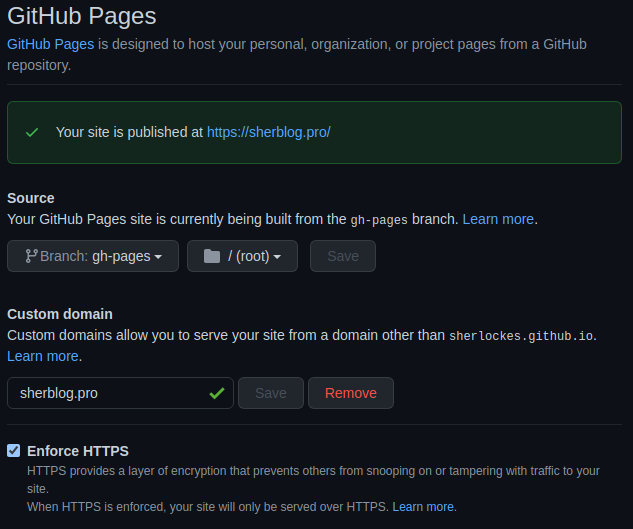 GitHub Pages
GitHub Pages is designed to host your personal, organization, or project pages from a GitHub
repository.
Your site is published at https://sherblog.pro/
Source
Your GitHub Pages site is currently being built from the gh-pages branch. Learn more.
Branch: gh-pages / (root) Save
Custom domain
Custom domains allow you to serve your site from a domain other than sherlockes.github.io.
Learn more.
sherblog.pro Save Remove
Enforce HTTPS
HTTPS provides a layer of encryption that prevents others from snooping on or tampering with traffic to your
site.
When HTTPS is enforced, your site will only be served over HTTPS. Learn more.